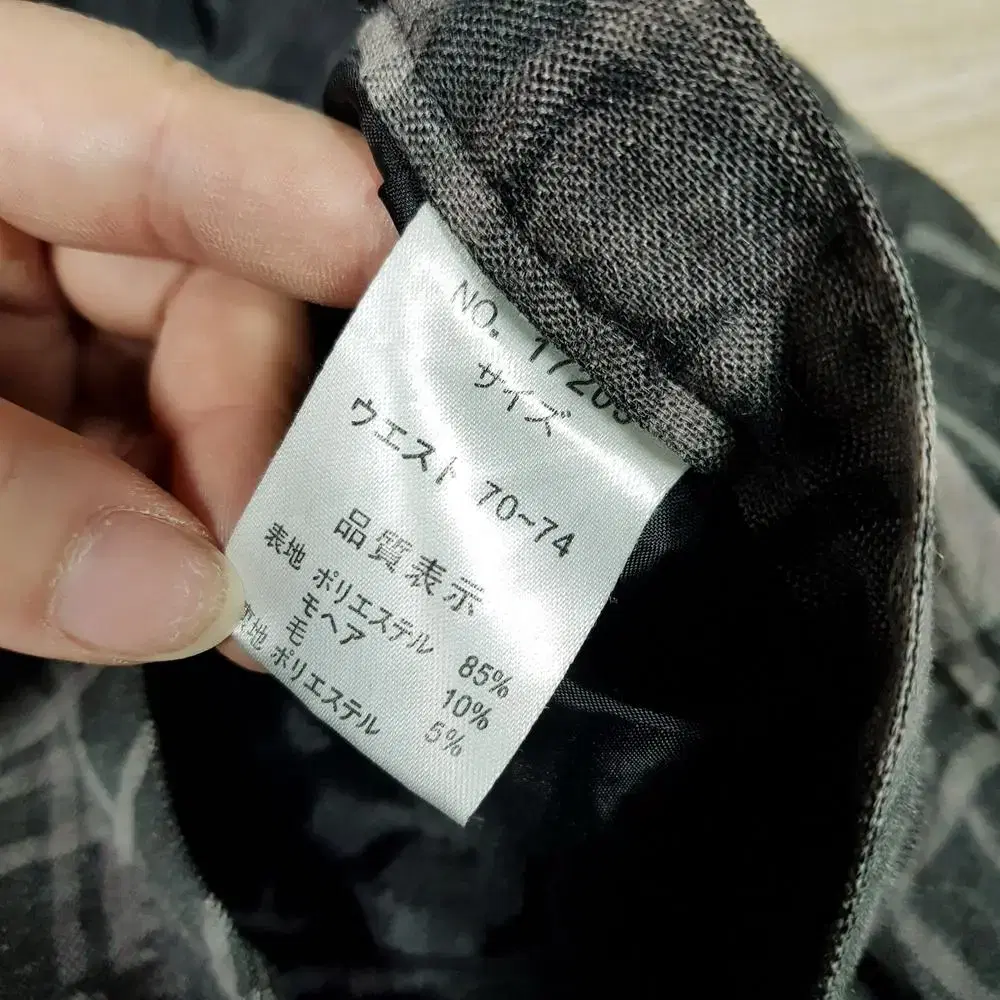 NO.
サイズ
ウエスト 70~74
品質表示
表地 ポリエステル 85%
モヘア 10%
毛 5%
裏地 ポリエステル